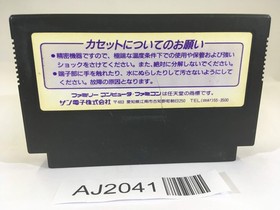 カセットについてのお願い
●精密機器ですので、極端な温度条件下での使用や保管および強い
ショックをさけてください。また、絶対に分解しないでください。
●端子部に手を触れたり、水にぬらしたりして汚さないようにして
ください。故障の原因となります。
ファミリー コンピュータ ファミコンは任天堂の商標です。
サン電子株式会社
AJ2041